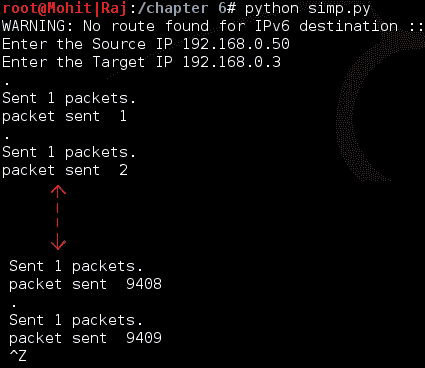 root@Mohit|Raj:/chapter 6# python simp.py
WARNING: No route found for IPv6 destination ::
Enter the Source IP 192.168.0.50
Enter the Target IP 192.168.0.3
.
Sent 1 packets.
packet sent  1
.
Sent 1 packets.
packet sent  2
Sent 1 packets.
packet sent  9408
.
Sent 1 packets.
packet sent  9409
^Z